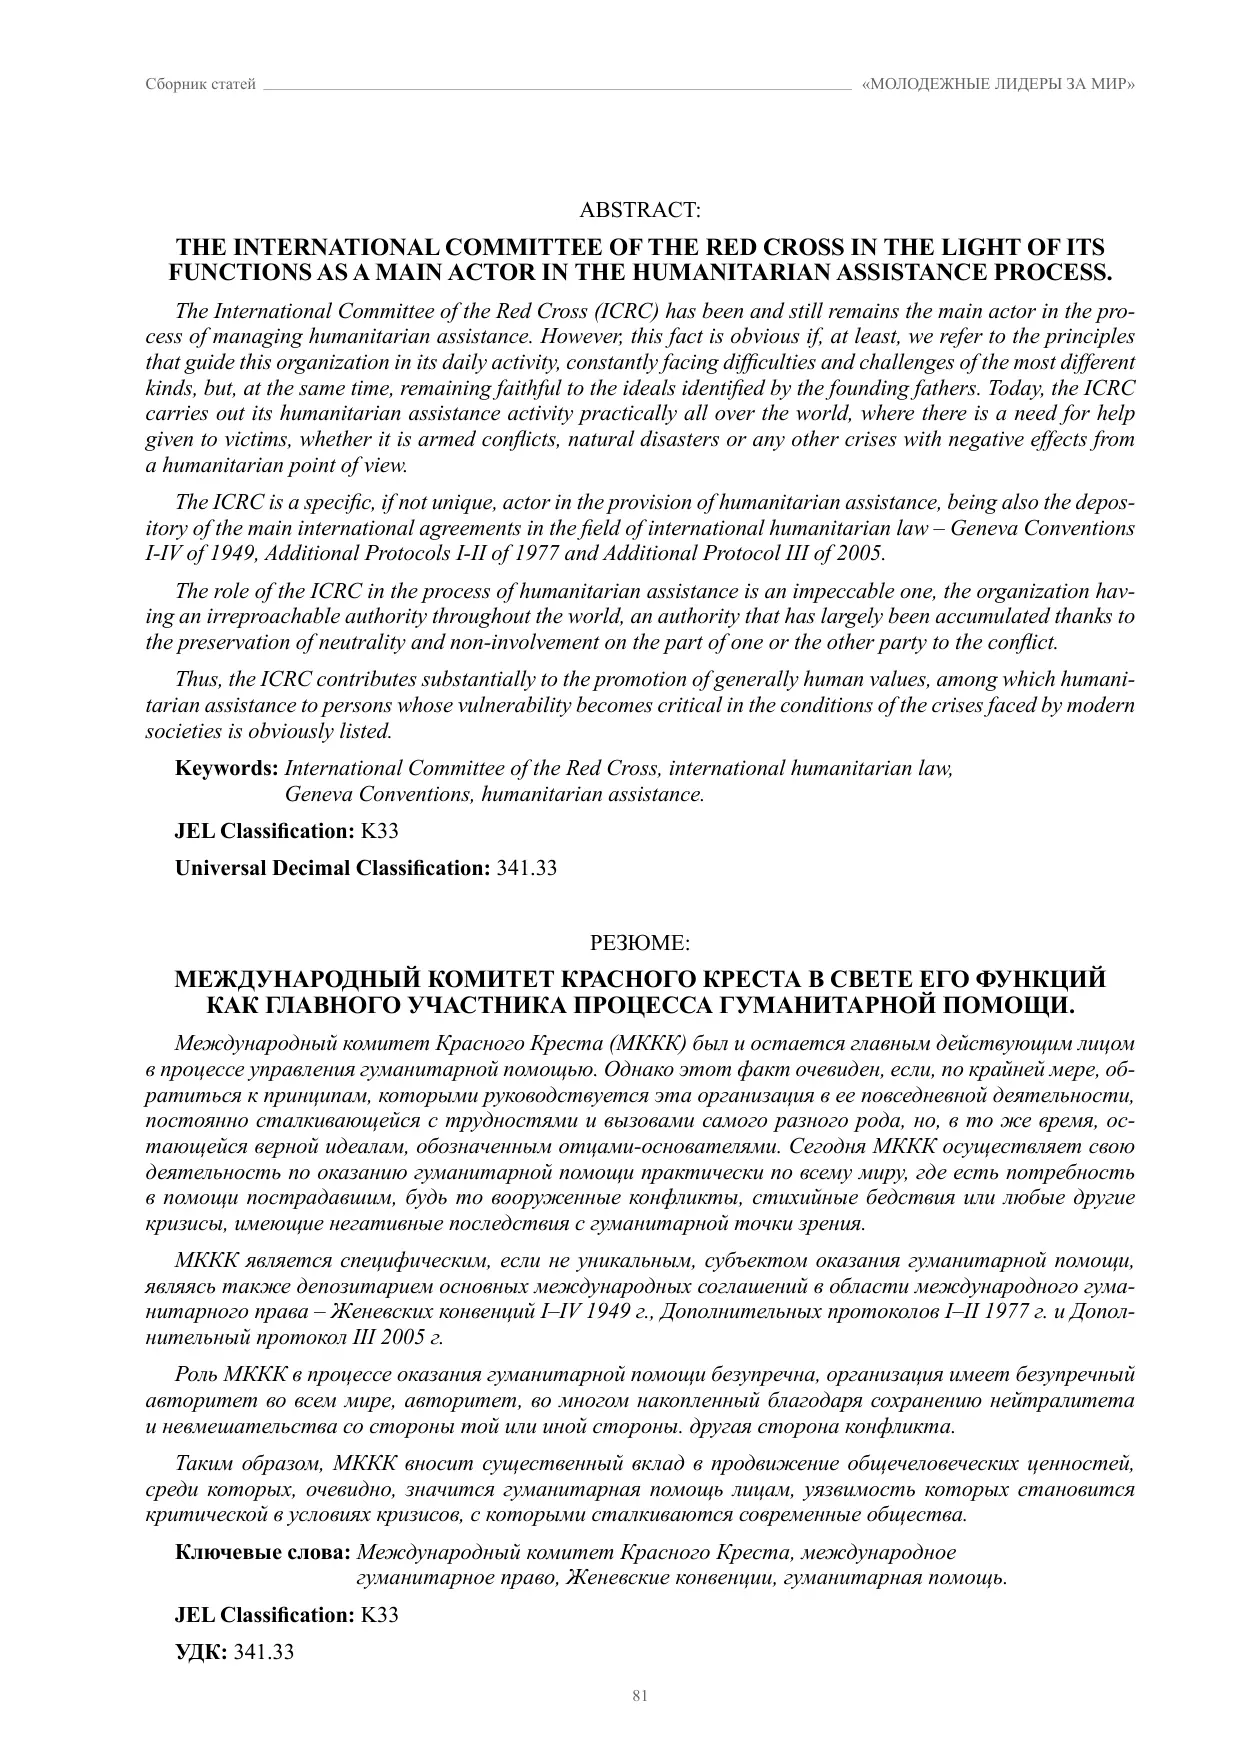 Сборник статей «МОЛОДЕЖНЫЕ ЛИДЕРЫ ЗА МИР»
ABSTRACT:
THE INTERNATIONAL COMMITTEE OF THE RED CROSS IN THE LIGHT OF ITS
FUNCTIONS AS A MAIN ACTOR IN THE HUMANITARIAN ASSISTANCE PROCESS.
The International Committee of the Red Cross (ICRC) has been and still remains the main actor in the pro-
cess of managing humanitarian assistance. However, this fact is obvious if, at least, we refer to the principles
that guide this organization in its daily activity, constantly facing difficulties and challenges of the most different
kinds, but, at the same time, remaining faithful to the ideals identified by the founding fathers. Today, the ICRC
carries out its humanitarian assistance activity practically all over the world, where there is a need for help
given to victims, whether it is armed conflicts, natural disasters or any other crises with negative effects from
a humanitarian point of view.
The ICRC is a specific, if not unique, actor in the provision of humanitarian assistance, being also the depos-
itory of the main international agreements in the field of international humanitarian law – Geneva Conventions
I-IV of 1949, Additional Protocols I-II of 1977 and Additional Protocol III of 2005.
The role of the ICRC in the process of humanitarian assistance is an impeccable one, the organization hav-
ing an irreproachable authority throughout the world, an authority that has largely been accumulated thanks to
the preservation of neutrality and non-involvement on the part of one or the other party to the conflict.
Thus, the ICRC contributes substantially to the promotion of generally human values, among which humani-
tarian assistance to persons whose vulnerability becomes critical in the conditions of the crises faced by modern
societies is obviously listed.
Keywords: International Committee of the Red Cross, international humanitarian law,
Geneva Conventions, humanitarian assistance.
JEL Classification: K33
Universal Decimal Classification: 341.33
РЕЗЮМЕ:
МЕЖДУНАРОДНЫЙ КОМИТЕТ КРАСНОГО КРЕСТА В СВЕТЕ ЕГО ФУНКЦИЙ
КАК ГЛАВНОГО УЧАСТНИКА ПРОЦЕССА ГУМАНИТАРНОЙ ПОМОЩИ.
Международный комитет Красного Креста (МККК) был и остается главным действующим лицом
в процессе управления гуманитарной помощью. Однако этот факт очевиден, если, по крайней мере, об-
ратиться к принципам, которыми руководствуется эта организация в ее повседневной деятельности,
постоянно сталкивающейся с трудностями и вызовами самого разного рода, но, в то же время, ос-
тающейся верной идеалам, обозначенным отцами-основателями. Сегодня МККК осуществляет свою
деятельность по оказанию гуманитарной помощи практически по всему миру, где есть потребность
в помощи пострадавшим, будь то вооруженные конфликты, стихийные бедствия или любые другие
кризисы, имеющие негативные последствия с гуманитарной точки зрения.
МККК является специфическим, если не уникальным, субъектом оказания гуманитарной помощи,
являясь также депозитарием основных международных соглашений в области международного гума-
нитарного права – Женевских конвенций I–IV 1949 г., Дополнительных протоколов I–II 1977 г. и Допол-
нительный протокол III 2005 г.
Роль МККК в процессе оказания гуманитарной помощи безупречна, организация имеет безупречный
авторитет во всем мире, авторитет, во многом накопленный благодаря сохранению нейтралитета
и невмешательства со стороны той или иной стороны. другая сторона конфликта.
Таким образом, МККК вносит существенный вклад в продвижение общечеловеческих ценностей,
среди которых, очевидно, значится гуманитарная помощь лицам, уязвимость которых становится
критической в условиях кризисов, с которыми сталкиваются современные общества.
Ключевые слова: Международный комитет Красного Креста, международное
гуманитарное право, Женевские конвенции, гуманитарная помощь.
JEL Classification: K33
УДК: 341.33
81